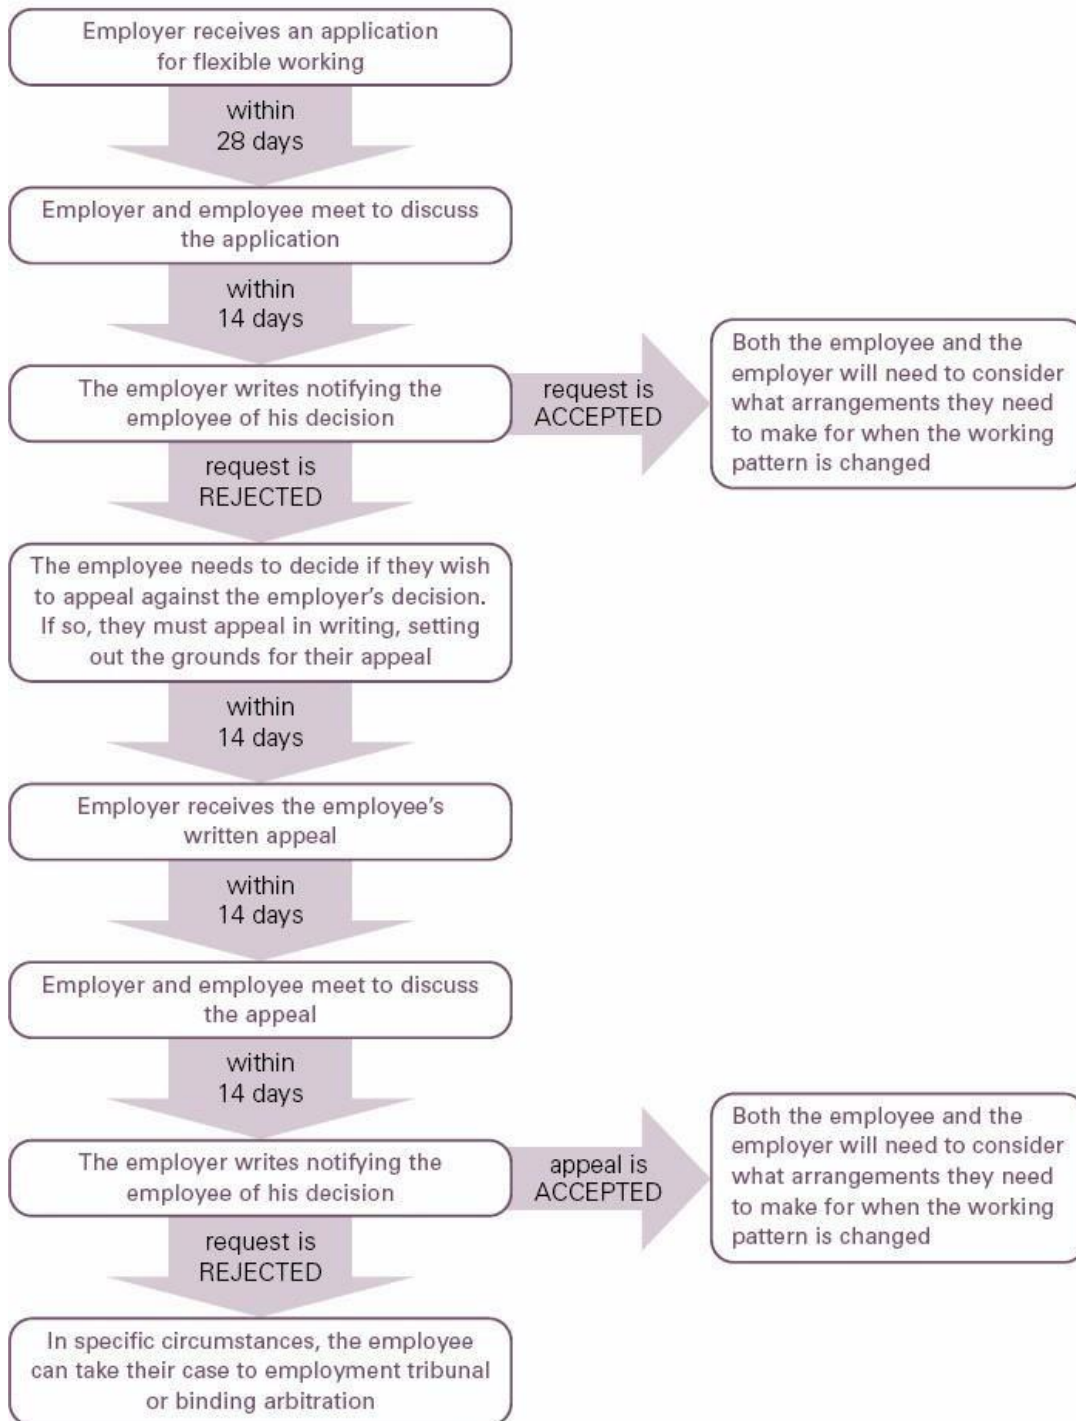 Employer receives an application
for flexible working
within
28 days
Employer and employee meet to discuss
the application
within
14 days
The employer writes notifying the
employee of his decision
request is
ACCEPTED
Both the employee and the
employer will need to consider
what arrangements they need
to make for when the working
pattern is changed
request is
REJECTED
The employee needs to decide if they wish
to appeal against the employer's decision.
If so, they must appeal in writing, setting
out the grounds for their appeal
within
14 days
Employer receives the employee's
written appeal
within
14 days
Employer and employee meet to discuss
the appeal
within
14 days
The employer writes notifying the
employee of his decision
appeal is
ACCEPTED
Both the employee and the
employer will need to consider
what arrangements they need
to make for when the working
pattern is changed
request is
REJECTED
In specific circumstances, the employee
can take their case to employment tribunal
or binding arbitration